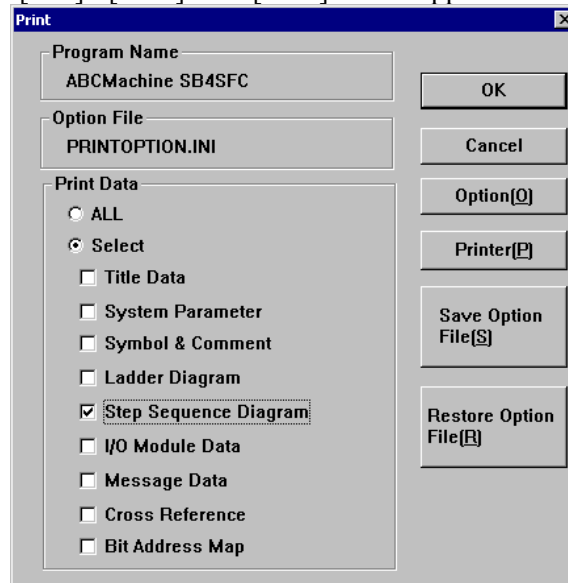 Print
Program Name
ABCMachine SB4SFC
Option File
PRINTOPTION.INI
Print Data
ALL
Select
Title Data
System Parameter
Symbol & Comment
Ladder Diagram
Step Sequence Diagram
I/O Module Data
Message Data
Cross Reference
Bit Address Map
OK
Cancel
Option(O)
Printer(P)
Save Option
File(S)
Restore Option
File(R)